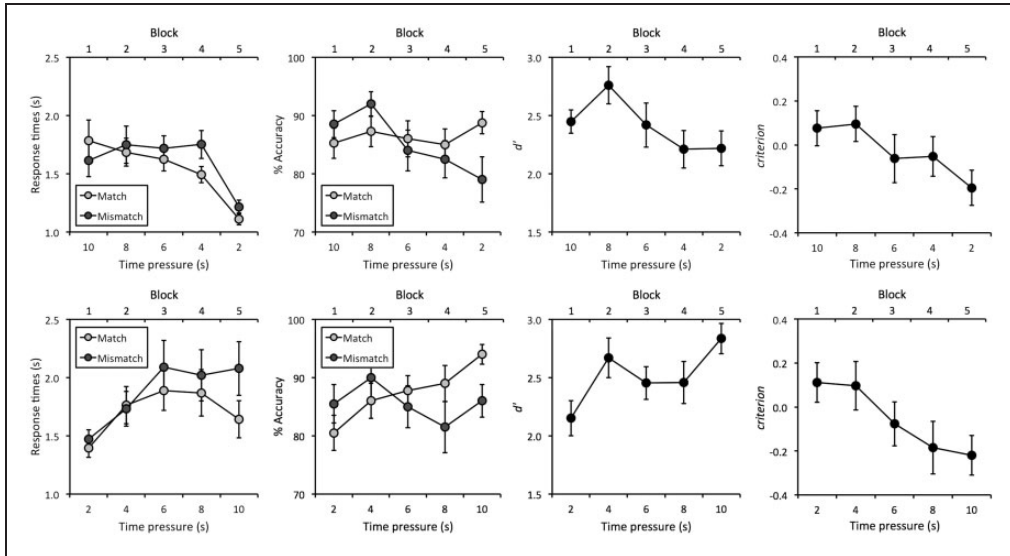 Block
1 2 3 4 5
2.5
2.0
1.5
1.0
Response times (s)
Match
Mismatch
10 8 6 4 2
Time pressure (s)
Block
1 2 3 4 5
100
90
80
70
% Accuracy
Match
Mismatch
10 8 6 4 2
Time pressure (s)
Block
1 2 3 4 5
3.0
2.5
2.0
1.5
d'
10 8 6 4 2
Time pressure (s)
Block
1 2 3 4 5
0.4
0.2
0.0
-0.2
-0.4
criterion
10 8 6 4 2
Time pressure (s)
Block
1 2 3 4 5
2.5
2.0
1.5
1.0
Response times (s)
Match
Mismatch
2 4 6 8 10
Time pressure (s)
Block
1 2 3 4 5
100
90
80
70
% Accuracy
Match
Mismatch
2 4 6 8 10
Time pressure (s)
Block
1 2 3 4 5
3.0
2.5
2.0
1.5
d'
2 4 6 8 10
Time pressure (s)
Block
1 2 3 4 5
0.4
0.2
0.0
-0.2
-0.4
criterion
2 4 6 8 10
Time pressure (s)